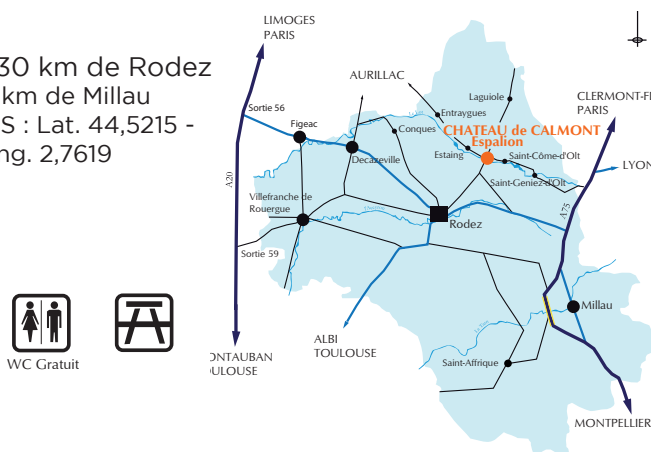 30 km de Rodez
km de Millau
S : Lat. 44,5215 -
ng. 2,7619
WC Gratuit
LIMOGES
PARIS
AURILLAC
Laguiole
CLERMONT-FE
PARIS
Sortie 56
Figeac
Entraygues
Conques
CHATEAU de CALMONT
Espalion
Decazeville
Estaing
Saint-Côme-d'Olt
LYON
Saint-Geniez-d'Olt
A20
Villefranche de
Rouergue
A75
Rodez
Sortie 59
Millau
ALBI
TOULOUSE
ONTAUBAN
ULOUSE
Saint-Affrique
MONTPELLIER